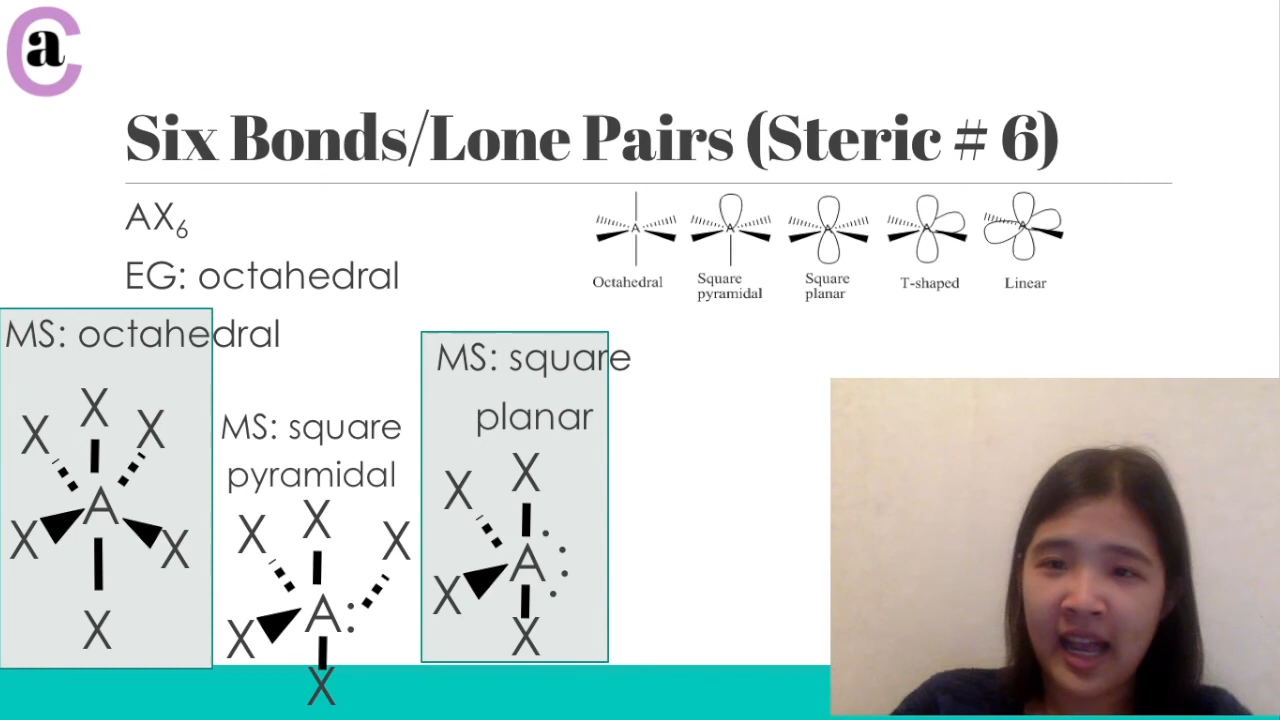 a
C
Six Bonds/Lone Pairs (Steric # 6)
AX₆
EG: octahedral
A A A A A
Octahedral
Square
pyramidal
Square
planar
T-shaped
Linear
MS: octahedral
X X X
A
X X
X
MS: square
pyramidal
X X X
A:
X
X
MS: square
planar
X X
A
X
X